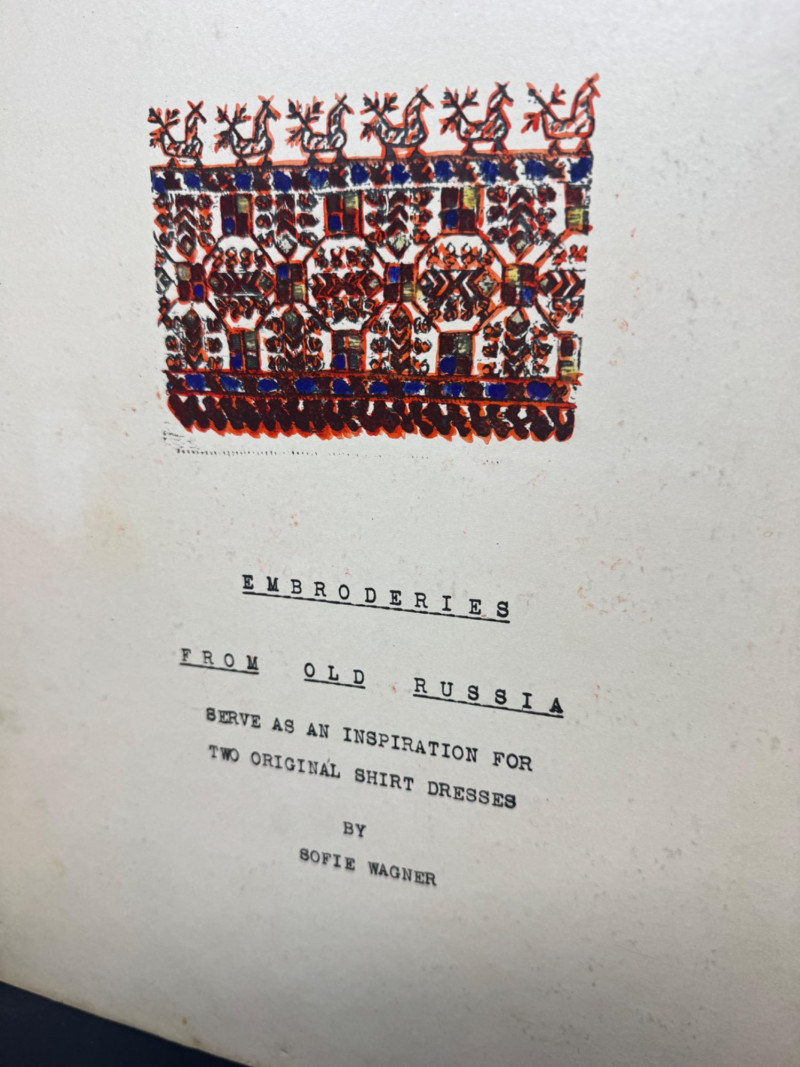 EMBRODERIES
FROM OLD RUSSIA
SERVE AS AN INSPIRATION FOR
TWO ORIGINAL SHIRT DRESSES
BY
SOFIE WAGNER